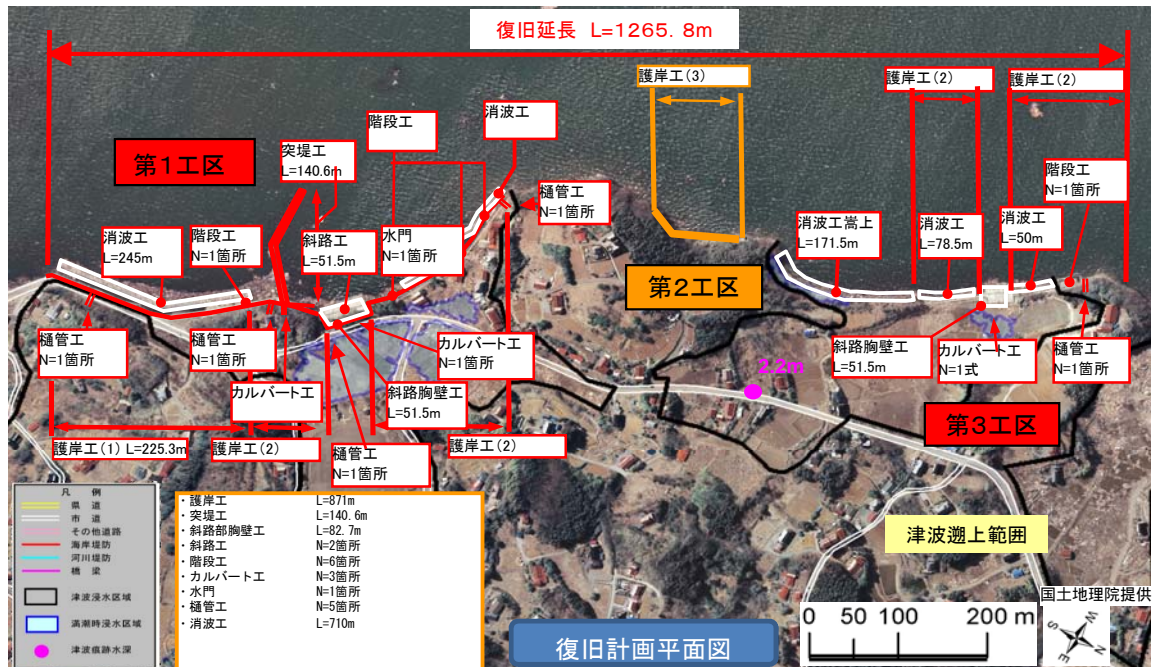 復旧延長 L=1265.8m
護岸工(3)
護岸工(2)
護岸工(2)
消波工
階段工
突堤工
L=140.6m
第1工区
樋管工
N=1箇所
階段工
N=1箇所
消波工
L=245m
階段工
N=1箇所
斜路工
L=51.5m
水門
N=1箇所
消波工嵩上
L=171.5m
消波工
L=78.5m
消波工
L=50m
第2工区
樋管工
N=1箇所
樋管工
N=1箇所
カルバート工
N=1箇所
斜路胸壁工
L=51.5m
カルバート工
N=1式
樋管工
N=1箇所
カルバート工
斜路胸壁工
L=51.5m
2.2m
第3工区
護岸工(1) L=225.3m
護岸工(2)
樋管工
N=1箇所
護岸工(2)
凡 例
県 道
市 道
その他道路
海岸堤防
河川堤防
橋 梁
津波浸水区域
満潮時浸水区域
津波痕跡水深
・護岸工 L=871m
・突堤工 L=140.6m
・斜路部胸壁工 L=82.7m
・斜路工 N=2箇所
・階段工 N=6箇所
・カルバート工 N=3箇所
・水門 N=1箇所
・樋管工 N=5箇所
・消波工 L=710m
津波遡上範囲
国土地理院提供
0 50 100 200 m
N
W
S
E
復旧計画平面図